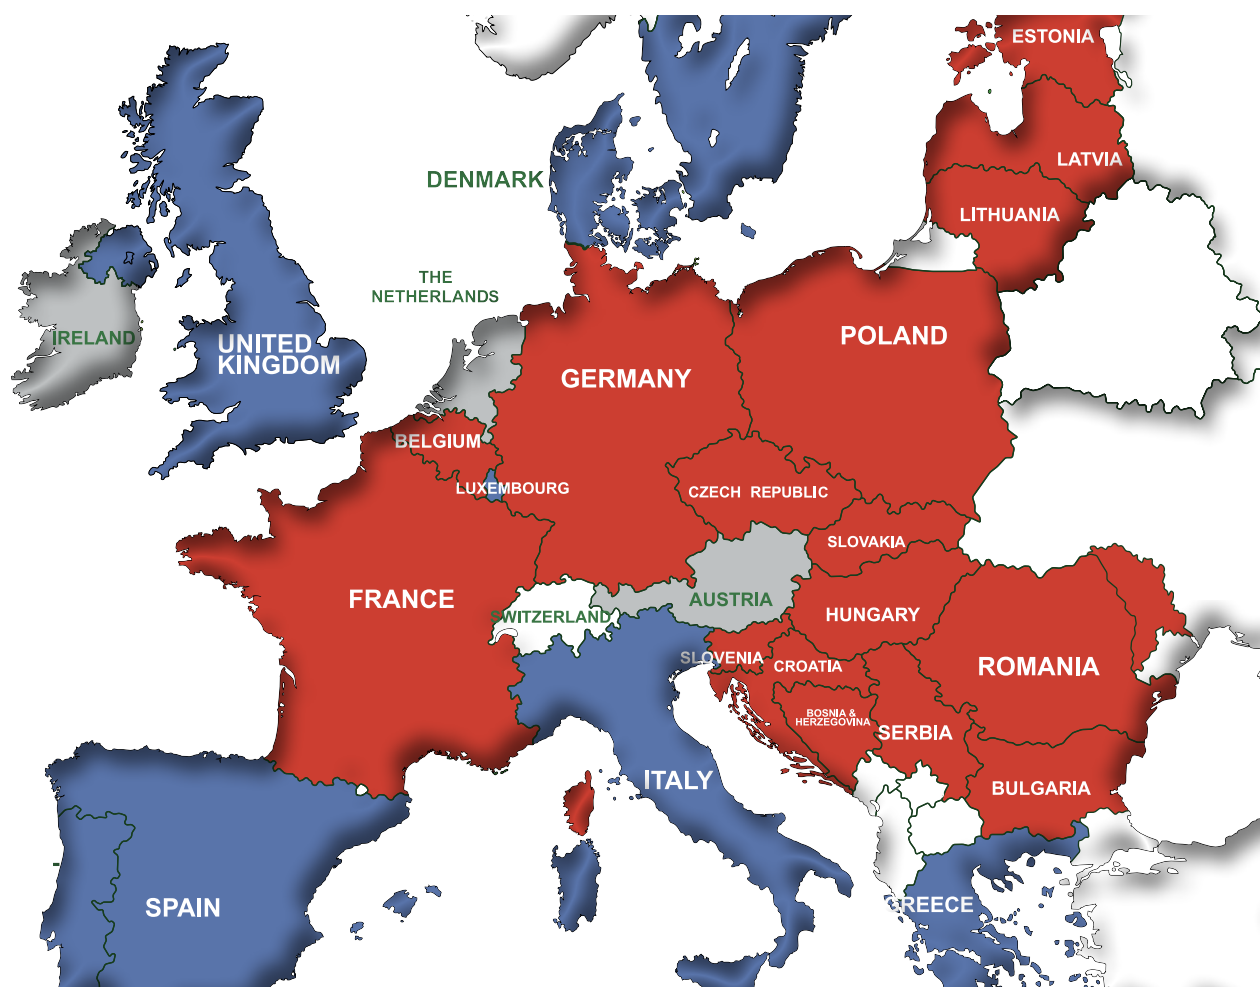 ESTONIA
LATVIA
DENMARK
LITHUANIA
THE
NETHERLANDS
IRELAND
UNITED
KINGDOM
POLAND
GERMANY
BELGIUM
LUXEMBOURG
CZECH REPUBLIC
SLOVAKIA
FRANCE
SWITZERLAND
AUSTRIA
HUNGARY
SLOVENIA
CROATIA
ROMANIA
BOSNIA &
HERZEGOVINA
SERBIA
ITALY
BULGARIA
SPAIN
GREECE